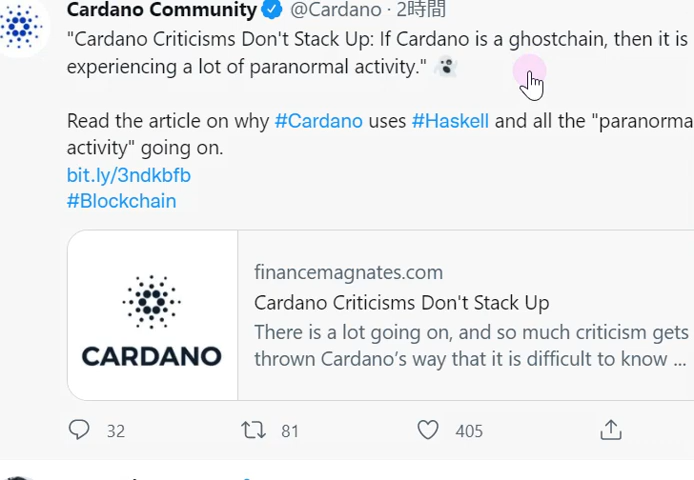 Cardano Community @Cardano · 2時間
"Cardano Criticisms Don't Stack Up: If Cardano is a ghostchain, then it is
experiencing a lot of paranormal activity." 👻
Read the article on why #Cardano uses #Haskell and all the "paranorma
activity" going on.
bit.ly/3ndkbfb
#Blockchain
CARDANO
financemagnates.com
Cardano Criticisms Don't Stack Up
There is a lot going on, and so much criticism gets
thrown Cardano's way that it is difficult to know ...
32 81 405